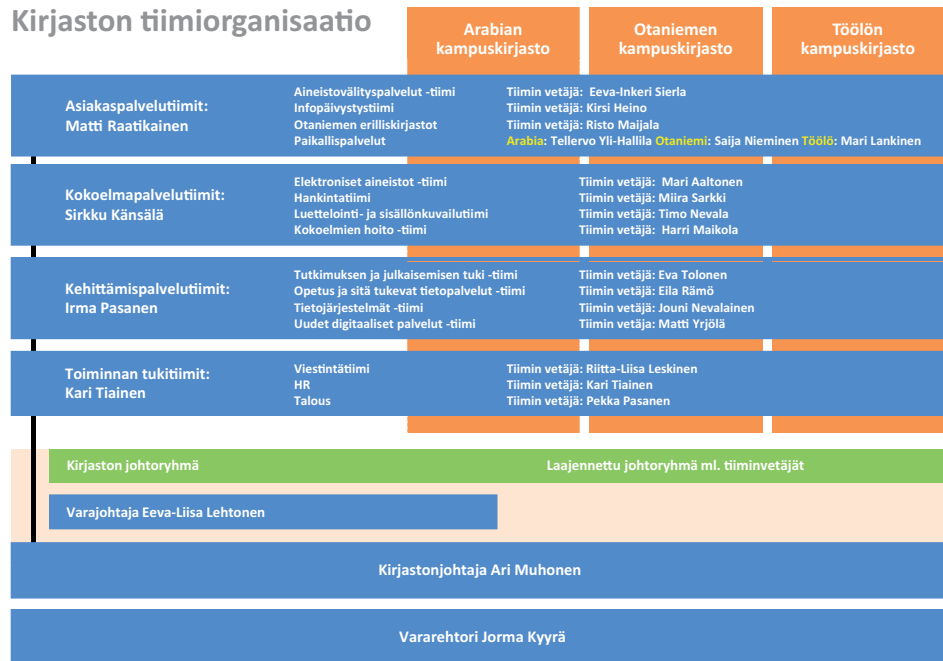 Kirjaston tiimiorganisaatio
Arabian
kampuskirjasto
Otaniemen
kampuskirjasto
Töölön
kampuskirjasto
Asiakaspalvelutiimit:
Matti Raatikainen
Aineistovälityspalvelut -tiimi Tiimin vetäjä: Eeva-Inkeri Sierla
Infopäivystystiimi Tiimin vetäjä: Kirsi Heino
Otaniemen erilliskirjastot Tiimin vetäjä: Risto Maijala
Paikallispalvelut Arabia: Tellervo Yli-Hallila Otaniemi: Saija Nieminen Töölö: Mari Lankinen
Kokoelmapalvelutiimit:
Sirkku Känsälä
Elektroniset aineistot -tiimi Tiimin vetäjä: Mari Aaltonen
Hankintatiimi Tiimin vetäjä: Miira Sarkki
Luettelointi- ja sisällönkuvailutiimi Tiimin vetäjä: Timo Nevala
Kokoelmien hoito -tiimi Tiimin vetäjä: Harri Maikola
Kehittämispalvelutiimit:
Irma Pasanen
Tutkimuksen ja julkaisemisen tuki -tiimi Tiimin vetäjä: Eva Tolonen
Opetus ja sitä tukevat tietopalvelut -tiimi Tiimin vetäjä: Eila Rämö
Tietojärjestelmät -tiimi Tiimin vetäjä: Jouni Nevalainen
Uudet digitaaliset palvelut -tiimi Tiimin vetäja: Matti Yrjölä
Toiminnan tukitiimit:
Kari Tiainen
Viestintätiimi Tiimin vetäjä: Riitta-Liisa Leskinen
HR Tiimin vetäjä: Kari Tiainen
Talous Tiimin vetäjä: Pekka Pasanen
Kirjaston johtoryhmä Laajennettu johtoryhmä ml. tiiminvetäjät
Varajohtaja Eeva-Liisa Lehtonen
Kirjastonjohtaja Ari Muhonen
Vararehtori Jorma Kyyrä